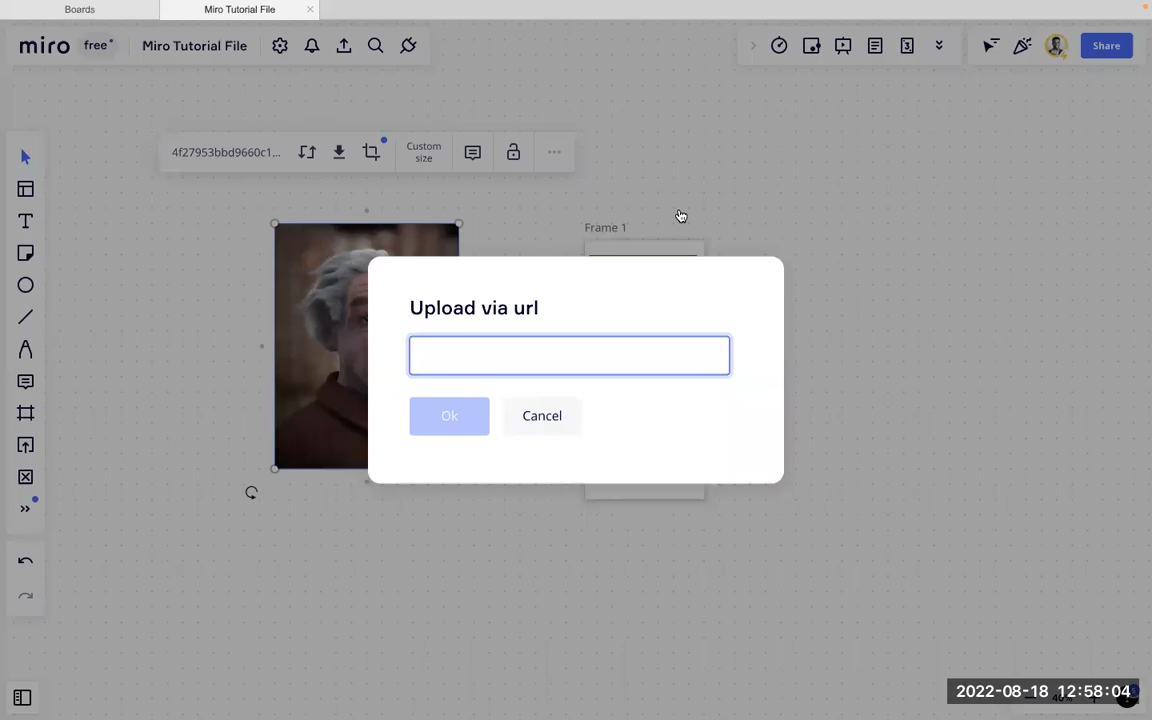 Boards
Miro Tutorial File
miro free Miro Tutorial File
3
Share
4f27953bbd9660c1...
Custom
size
Frame 1
Upload via url
Ok
Cancel
2022-08-18 12:58:04